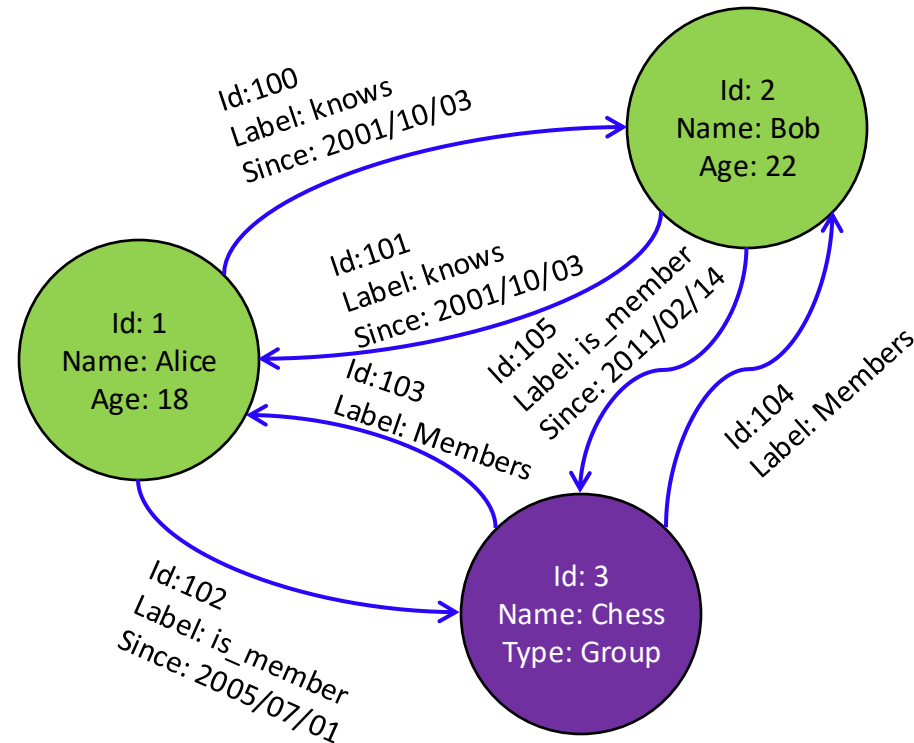 Id:100
Label: knows
Since: 2001/10/03
Id: 2
Name: Bob
Age: 22
Id:101
Label: knows
Since: 2001/10/03
Id: 1
Name: Alice
Age: 18
Id:105
Label: is_member
Since: 2011/02/14
Id:103
Label: Members
Id:104
Label: Members
Id:102
Label: is_member
Since: 2005/07/01
Id: 3
Name: Chess
Type: Group